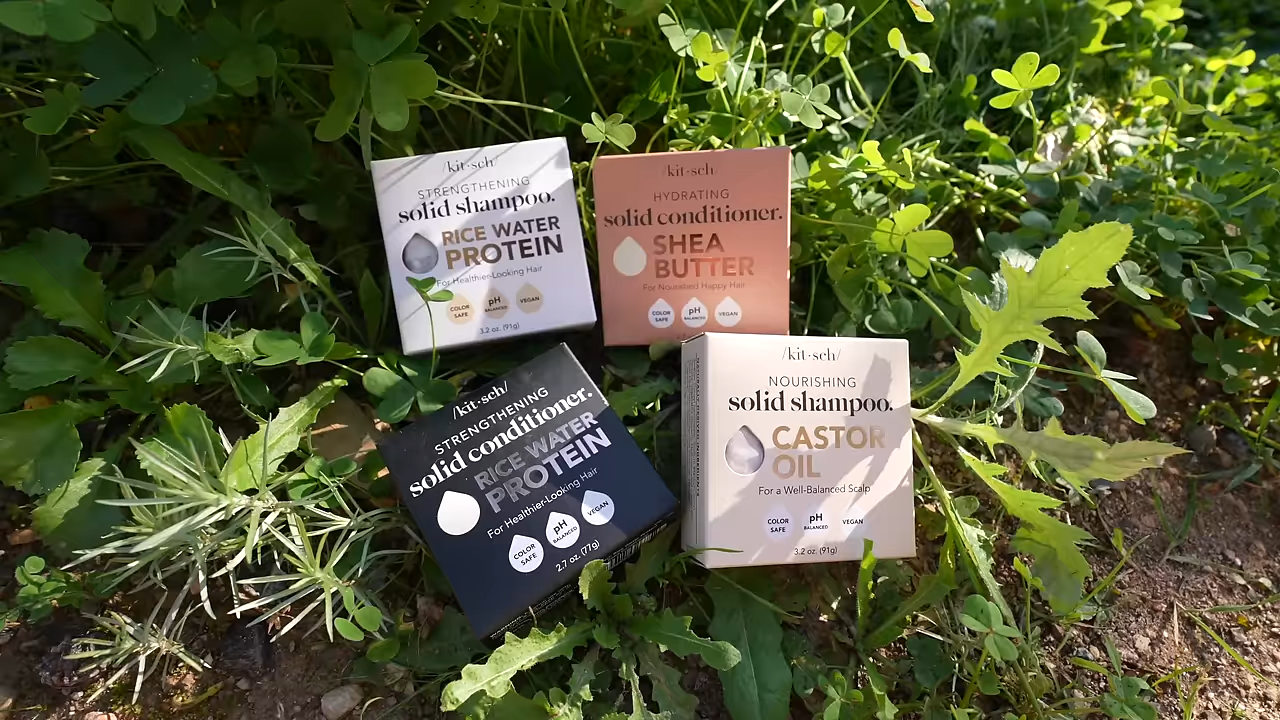 /kit·sch/
STRENGTHENING
solid shampoo.
RICE WATER
PROTEIN
For Healthier-Looking Hair
COLOR
SAFE
pH
BALANCED
VEGAN
3.2 oz. (91g)
/kit·sch/
HYDRATING
solid conditioner.
SHEA
BUTTER
For Nourished Happy Hair
COLOR
SAFE
pH
BALANCED
VEGAN
/kit·sch/
STRENGTHENING
solid conditioner.
RICE WATER
PROTEIN
For Healthier-Looking Hair
COLOR
SAFE
pH
BALANCED
VEGAN
2.7 oz. (77g)
/kit·sch/
NOURISHING
solid shampoo.
CASTOR
OIL
For a Well-Balanced Scalp
COLOR
SAFE
pH
BALANCED
VEGAN
3.2 oz. (91g)